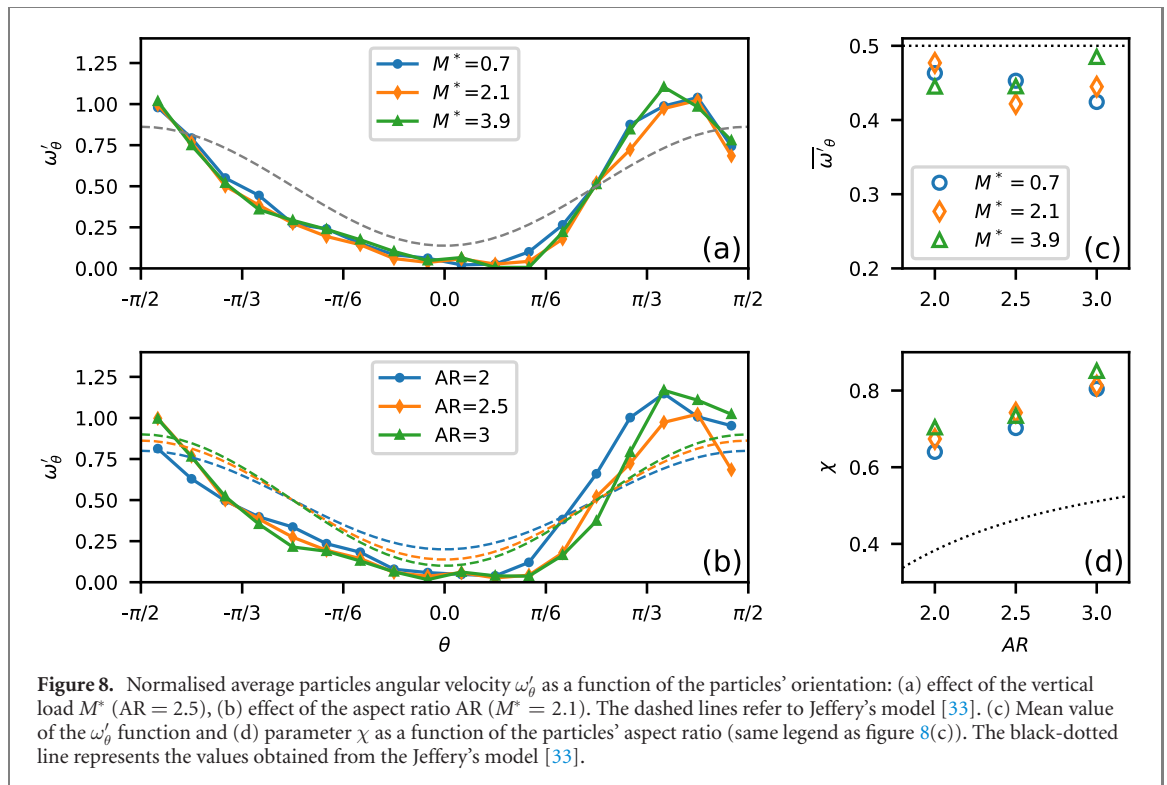 1.25
1.00
0.75
0.50
0.25
0.00
ω′θ
M* =0.7
M* =2.1
M* =3.9
(a)
-π/2
-π/3
-π/6
0.0
π/6
π/3
π/2
0.5
0.4
0.3
0.2
ω′θ
M* = 0.7
M* = 2.1
M* = 3.9
(c)
2.0
2.5
3.0
1.25
1.00
0.75
0.50
0.25
0.00
ω′θ
AR=2
AR=2.5
AR=3
(b)
-π/2
-π/3
-π/6
0.0
π/6
π/3
π/2
θ
0.8
0.6
0.4
χ
(d)
2.0
2.5
3.0
AR
Figure 8. Normalised average particles angular velocity ω′θ as a function of the particles' orientation: (a) effect of the vertical
load M* (AR = 2.5), (b) effect of the aspect ratio AR (M* = 2.1). The dashed lines refer to Jeffery's model [33]. (c) Mean value
of the ω′θ function and (d) parameter χ as a function of the particles' aspect ratio (same legend as figure 8(c)). The black-dotted
line represents the values obtained from the Jeffery's model [33].